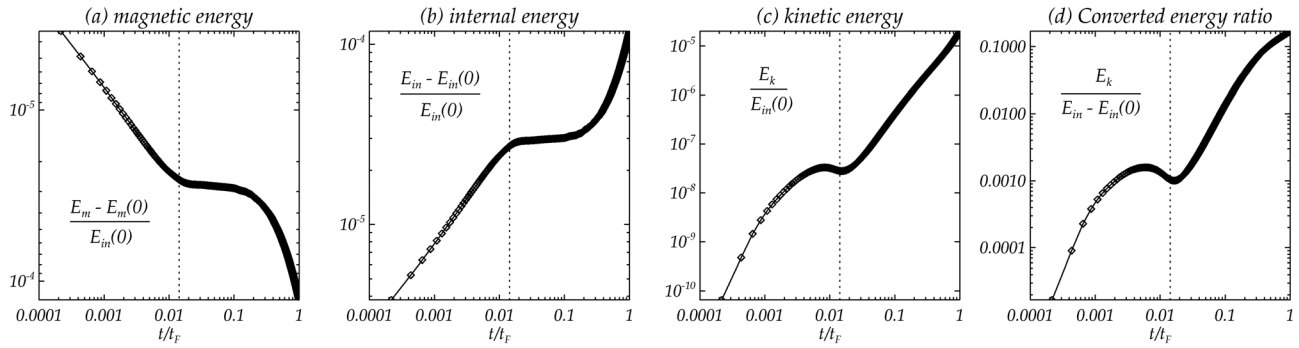 (a) magnetic energy
10⁻⁵
10⁻⁴
E_m - E_m(0)
E_in(0)
0.0001 0.001 0.01 0.1 1
t/t_F
(b) internal energy
10⁻⁴
10⁻⁵
E_in - E_in(0)
E_in(0)
0.0001 0.001 0.01 0.1 1
t/t_F
(c) kinetic energy
10⁻⁵
10⁻⁶
10⁻⁷
10⁻⁸
10⁻⁹
10⁻¹⁰
E_k
E_in(0)
0.0001 0.001 0.01 0.1 1
t/t_F
(d) Converted energy ratio
0.1000
0.0100
0.0010
0.0001
E_k
E_in - E_in(0)
0.0001 0.001 0.01 0.1 1
t/t_F